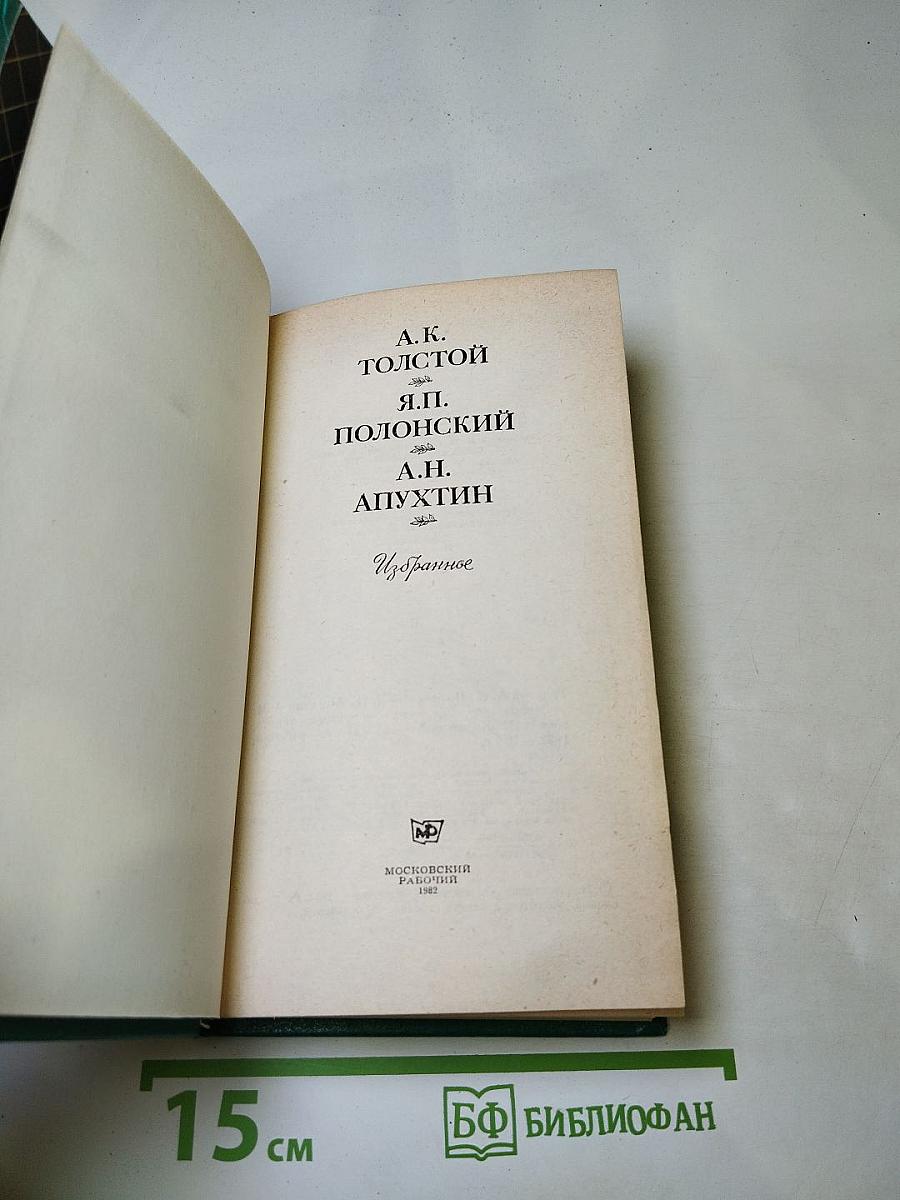 А.К.
ТОЛСТОЙ
Я.П.
ПОЛОНСКИЙ
А.Н.
АПУХТИН
Избранное
МР
МОСКОВСКИЙ
РАБОЧИЙ
1982
15 см
БФ БИБЛИОФАН